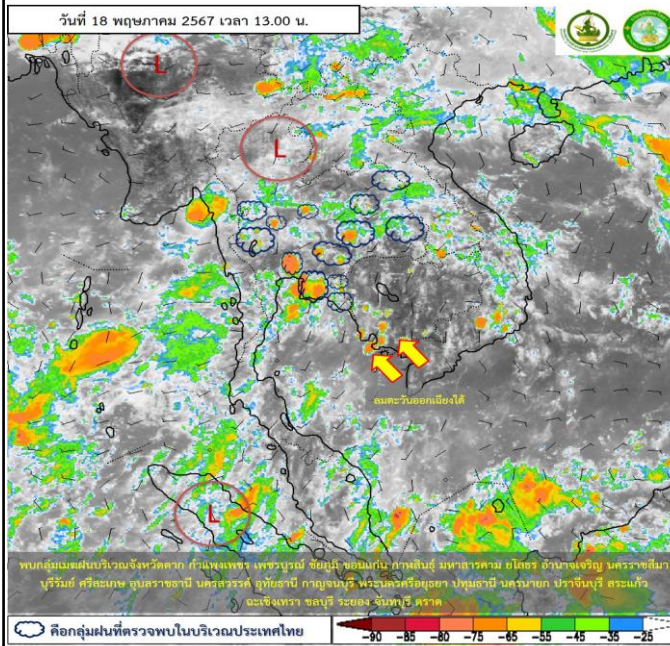 วันที่ 18 พฤษภาคม 2567 เวลา 13.00 น.
L
L
ลมตะวันออกเฉียงใต้
L
พบกลุ่มเมฆฝนบริเวณจังหวัดตาก กำแพงเพชร เพชรบูรณ์ ชัยภูมิ ขอนแก่น กาฬสินธุ์ มหาสารคาม ยโสธร อำนาจเจริญ นครราชสีมา
บุรีรัมย์ ศรีสะเกษ อุบลราชธานี นครสวรรค์ อุทัยธานี กาญจนบุรี พระนครศรีอยุธยา ปทุมธานี นครนายก ปราจีนบุรี สระแก้ว
ฉะเชิงเทรา ชลบุรี ระยอง จันทบุรี ตราด
คือกลุ่มฝนที่ตรวจพบในบริเวณประเทศไทย
-90 -85 -80 -75 -65 -55 -45 -35 -25